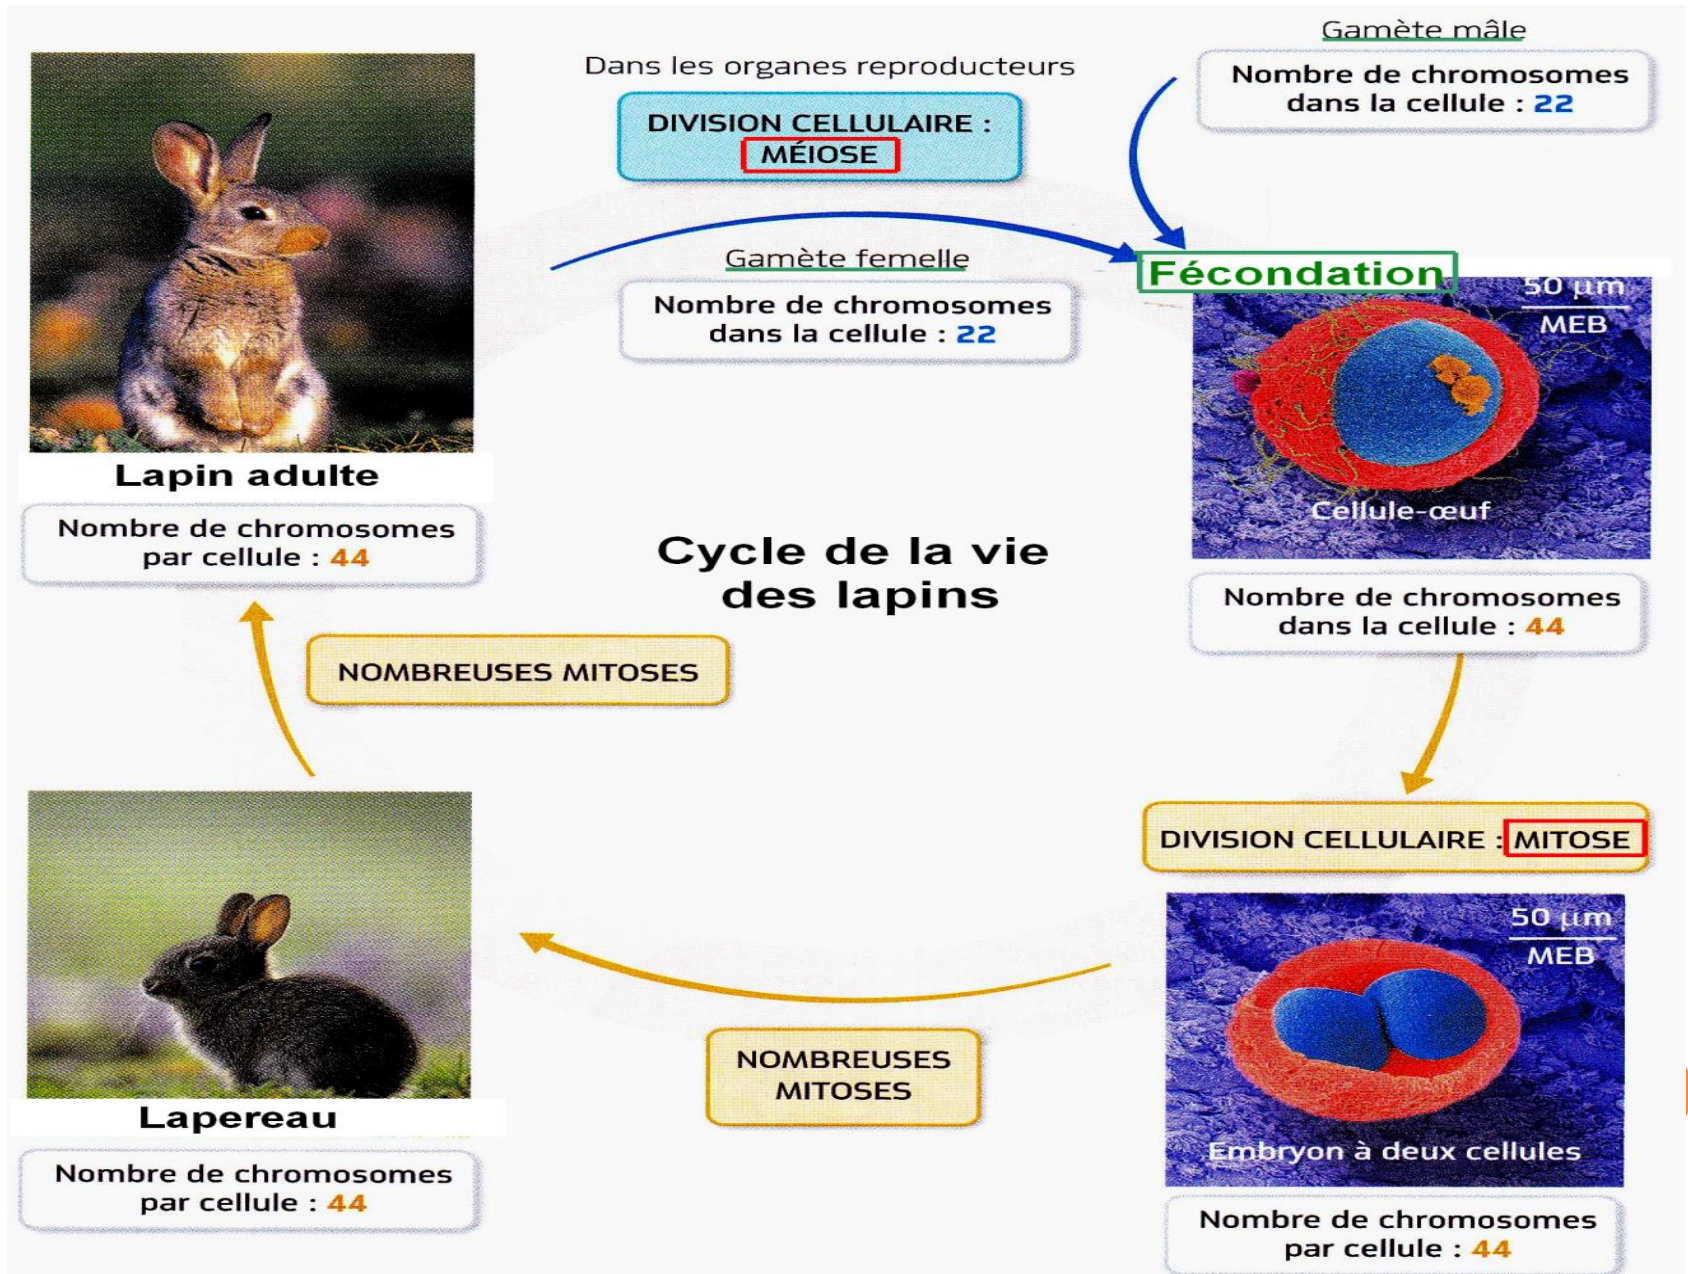 Gamète mâle
Nombre de chromosomes
dans la cellule : 22
Dans les organes reproducteurs
DIVISION CELLULAIRE :
MÉIOSE
Gamète femelle
Nombre de chromosomes
dans la cellule : 22
Fécondation
50 µm
MEB
Cellule-œuf
Nombre de chromosomes
dans la cellule : 44
Lapin adulte
Nombre de chromosomes
par cellule : 44
Cycle de la vie
des lapins
NOMBREUSES MITOSES
DIVISION CELLULAIRE : MITOSE
50 µm
MEB
Embryon à deux cellules
Nombre de chromosomes
par cellule : 44
NOMBREUSES
MITOSES
Lapereau
Nombre de chromosomes
par cellule : 44